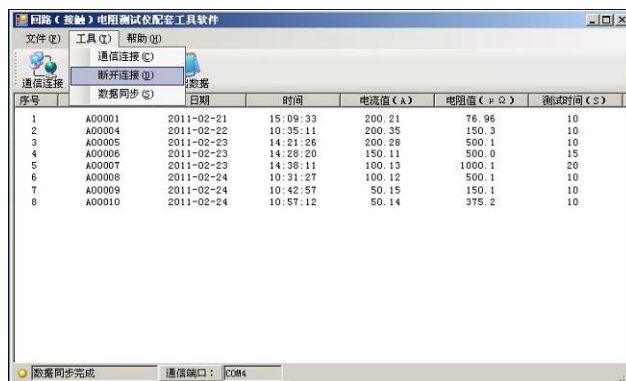 回路(接触)电阻测试仪配套工具软件
文件(F) 工具(T) 帮助(H)
通信连接(C)
断开连接(D)
数据同步(S)
通信连接 数据
序号 日期 时间 电流值(A) 电阻值(μΩ) 测试时间(S)
1 A00001 2011-02-21 15:09:33 200.21 76.96 10
2 A00004 2011-02-22 10:35:11 200.35 150.3 10
3 A00005 2011-02-23 14:21:26 200.28 500.1 10
4 A00006 2011-02-23 14:28:20 150.11 500.0 15
5 A00007 2011-02-23 14:38:11 100.13 1000.1 20
6 A00008 2011-02-24 10:31:27 100.12 500.1 10
7 A00009 2011-02-24 10:42:57 50.15 150.1 10
8 A00010 2011-02-24 10:57:12 50.14 375.2 10
数据同步完成 通信端口: COM4